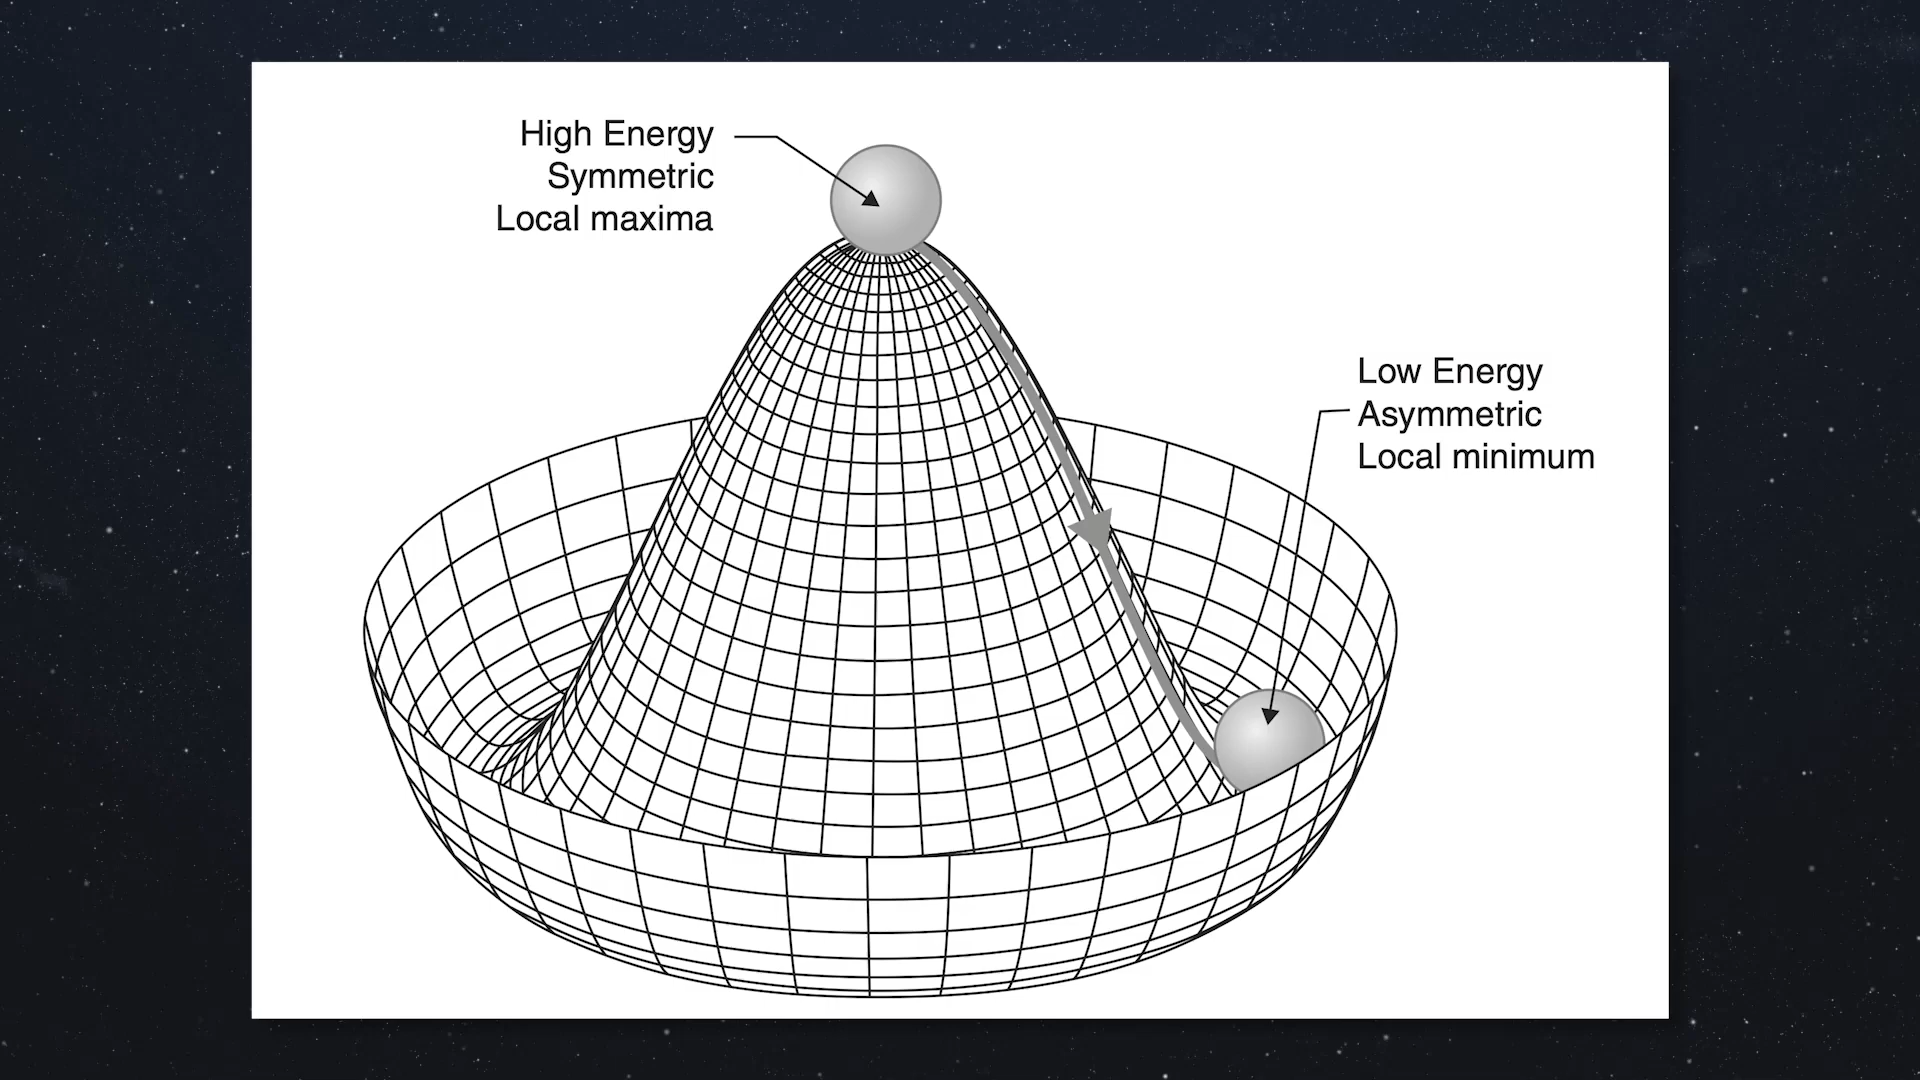 High Energy
Symmetric
Local maxima
Low Energy
Asymmetric
Local minimum